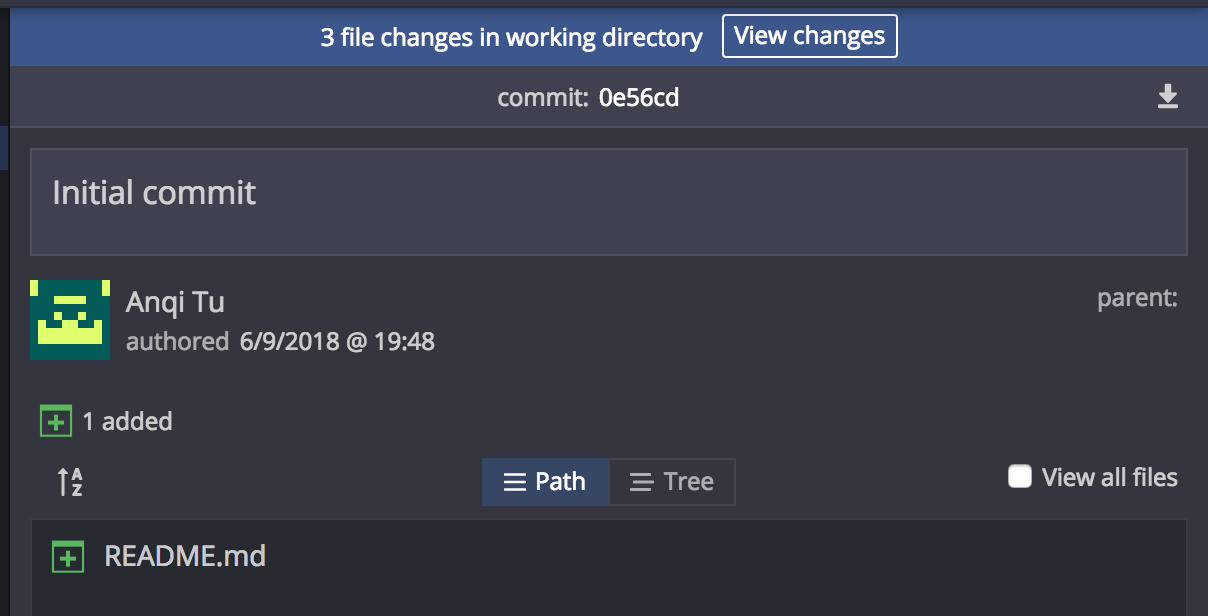 3 file changes in working directory View changes
commit: 0e56cd
Initial commit
Anqi Tu
parent:
authored 6/9/2018 @ 19:48
1 added
A
Z
Path Tree View all files
README.md